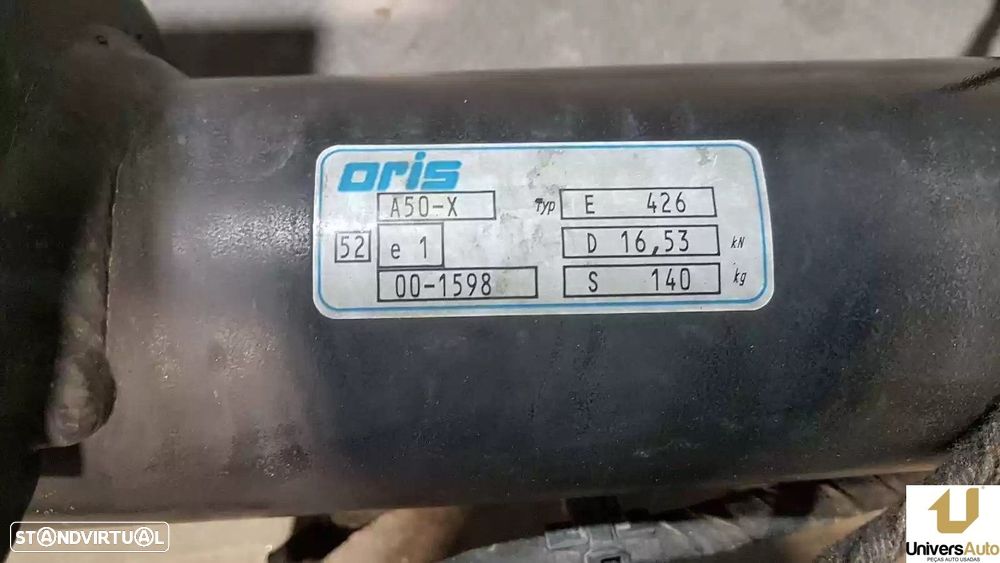 oris
A50-X
Typ E 426
52 e 1
D 16,53 kN
00-1598
S 140 kg
STANDVIRTUAL
UniversAuto
PEÇAS AUTO USADAS